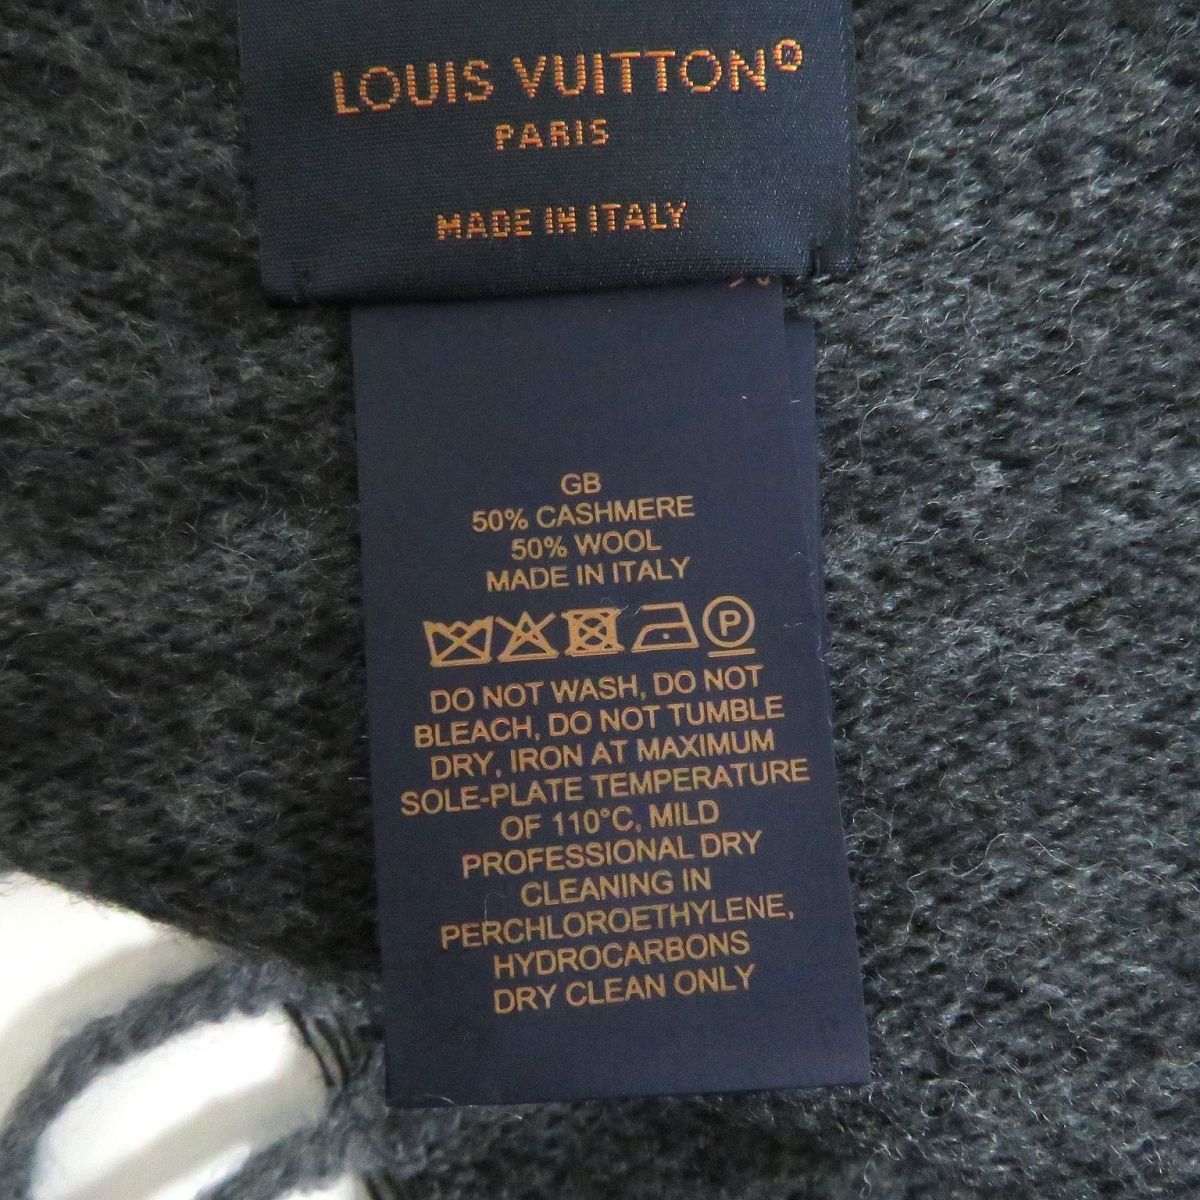 LOUIS VUITTON®
PARIS
MADE IN ITALY
GB
50% CASHMERE
50% WOOL
MADE IN ITALY
P
DO NOT WASH, DO NOT
BLEACH, DO NOT TUMBLE
DRY, IRON AT MAXIMUM
SOLE-PLATE TEMPERATURE
OF 110°C, MILD
PROFESSIONAL DRY
CLEANING IN
PERCHLOROETHYLENE,
HYDROCARBONS
DRY CLEAN ONLY